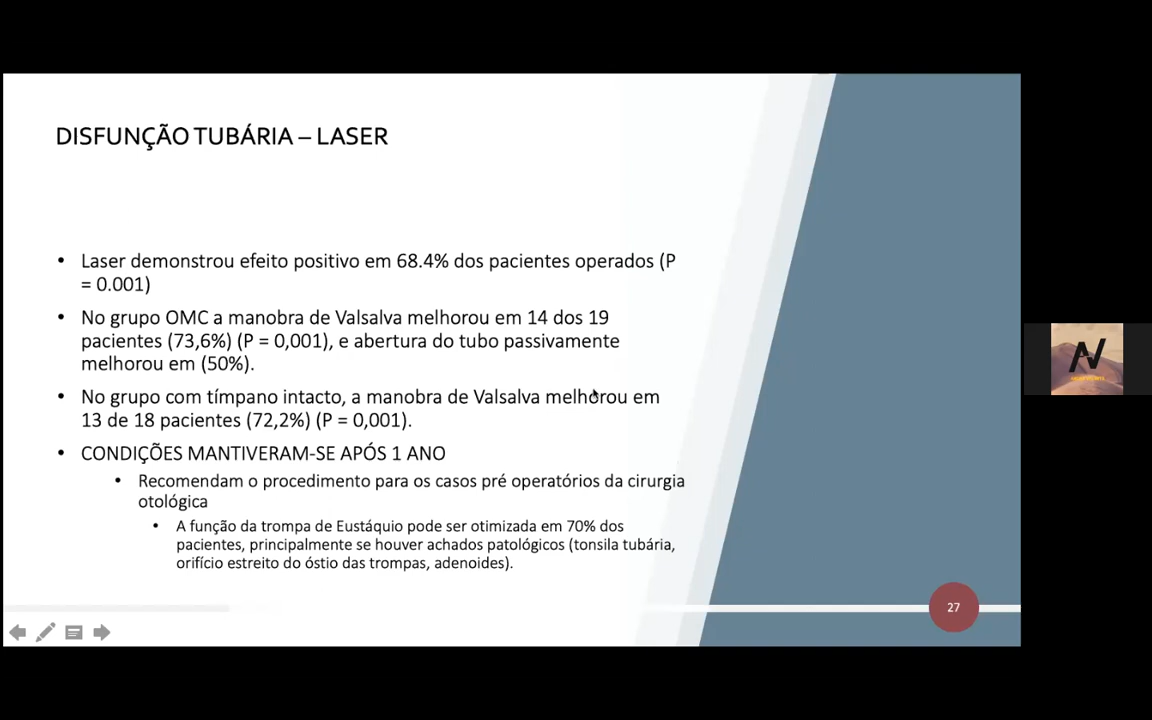 DISFUNÇÃO TUBÁRIA – LASER
• Laser demonstrou efeito positivo em 68.4% dos pacientes operados (P
= 0.001)
• No grupo OMC a manobra de Valsalva melhorou em 14 dos 19
pacientes (73,6%) (P = 0,001), e abertura do tubo passivamente
melhorou em (50%).
• No grupo com tímpano intacto, a manobra de Valsalva melhorou em
13 de 18 pacientes (72,2%) (P = 0,001).
• CONDIÇÕES MANTIVERAM-SE APÓS 1 ANO
• Recomendam o procedimento para os casos pré operatórios da cirurgia
otológica
• A função da trompa de Eustáquio pode ser otimizada em 70% dos
pacientes, principalmente se houver achados patológicos (tonsila tubária,
orifício estreito do óstio das trompas, adenoides).
27